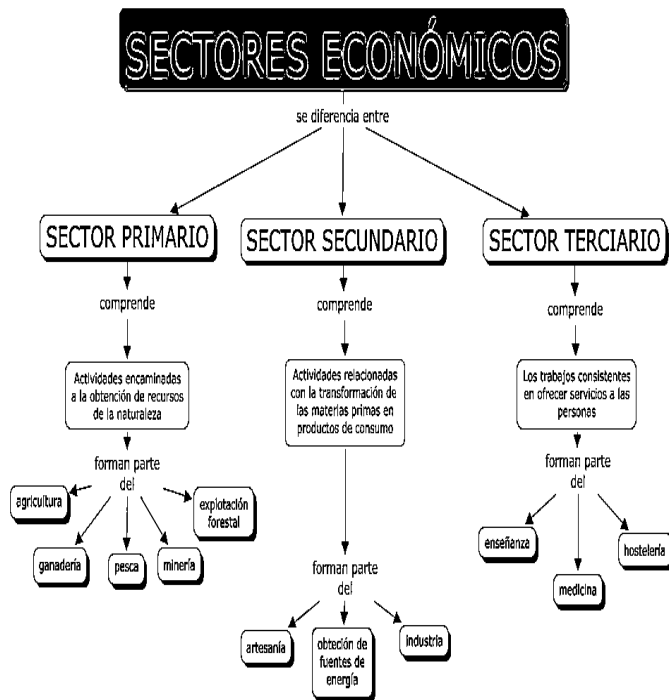 SECTORES ECONÓMICOS
se diferencia entre
SECTOR PRIMARIO
SECTOR SECUNDARIO
SECTOR TERCIARIO
comprende
comprende
comprende
Actividades encaminadas
a la obtención de recursos
de la naturaleza
Actividades relacionadas
con la transformación de
las materias primas en
productos de consumo
Los trabajos consistentes
en ofrecer servicios a las
personas
forman parte
del
agricultura
ganadería
pesca
minería
explotación
forestal
forman parte
del
artesanía
obteción de
fuentes de
energía
industria
forman parte
del
enseñanza
medicina
hostelería